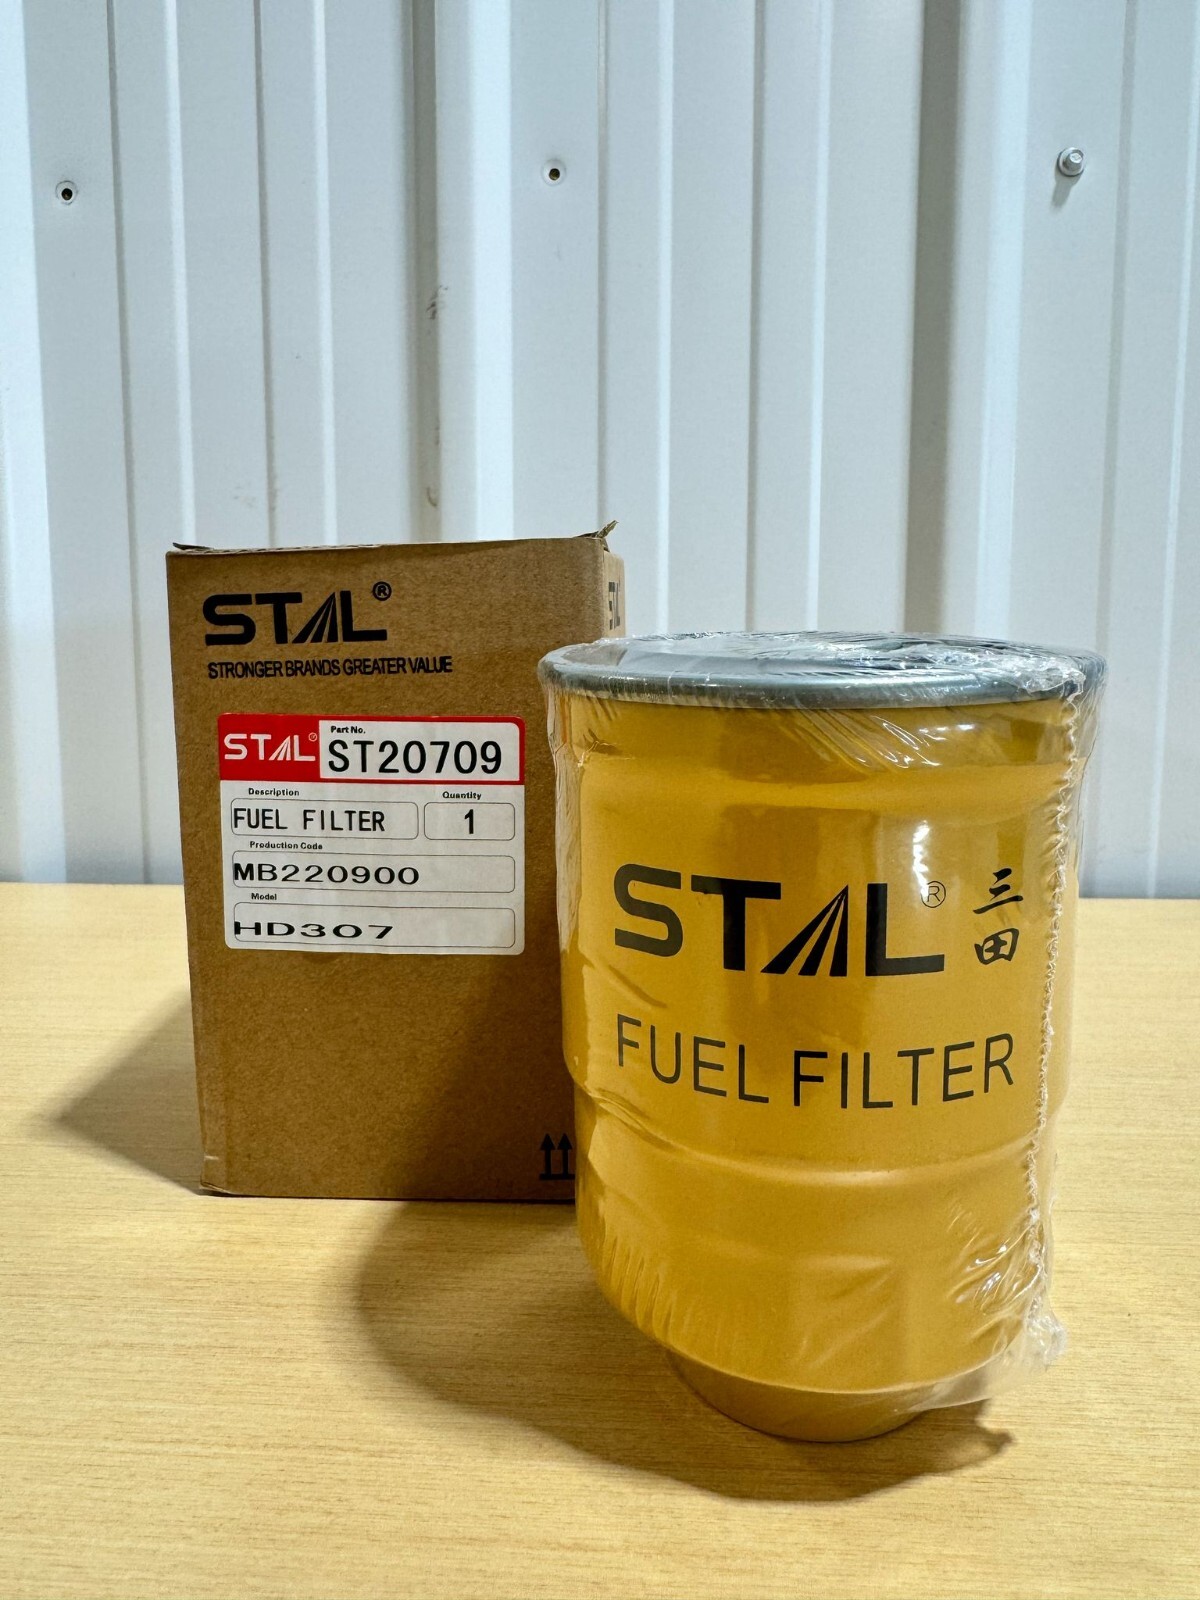 STAL®
STRONGER BRANDS GREATER VALUE
STAL®
Part No.
ST20709
Description
Quantity
FUEL FILTER
1
Production Code
MB220900
Model
HD307
STAL®
三田
FUEL FILTER